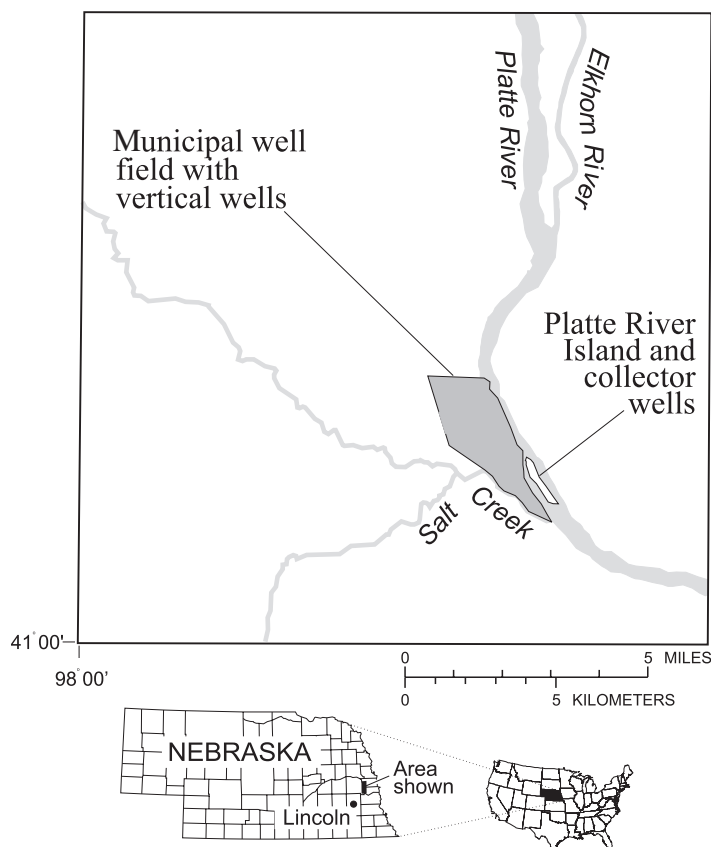 Platte River
Elkhorn River
Municipal well
field with
vertical wells
Platte River
Island and
collector
wells
Salt Creek
41°00'
98°00'
0 5 MILES
0 5 KILOMETERS
NEBRASKA
Area
shown
Lincoln